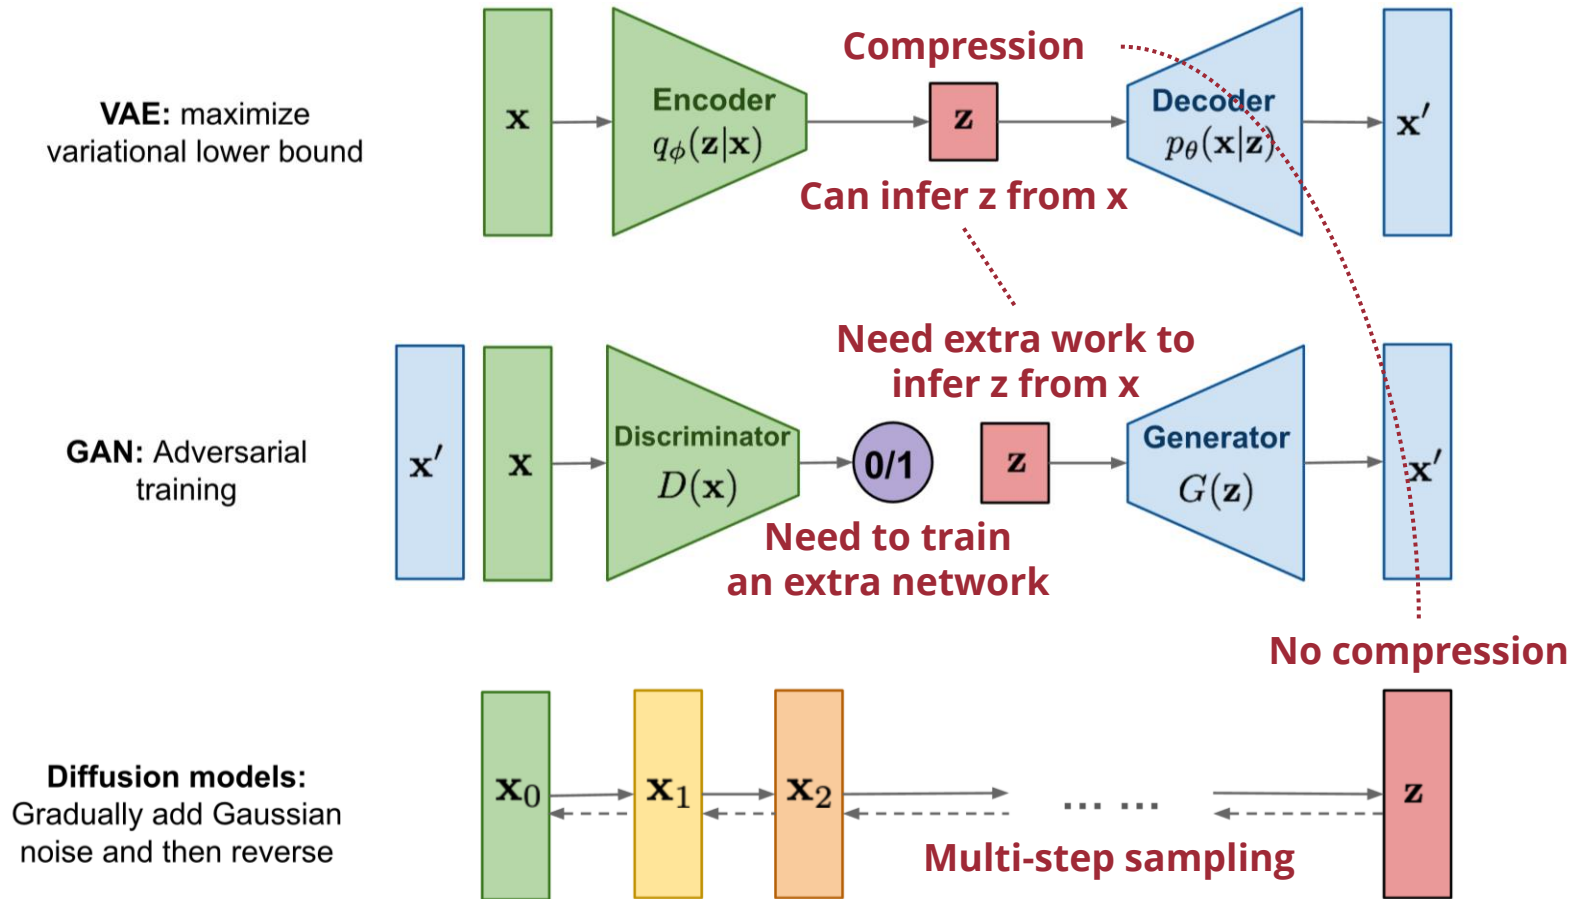 VAE: maximize
variational lower bound
x
Encoder
q_ϕ(z|x)
Compression
z
Can infer z from x
Decoder
p_θ(x|z)
x′
GAN: Adversarial
training
x′
x
Discriminator
D(x)
0/1
Need to train
an extra network
Need extra work to
infer z from x
z
Generator
G(z)
x′
No compression
Diffusion models:
Gradually add Gaussian
noise and then reverse
x₀
x₁
x₂
... ...
Multi-step sampling
z